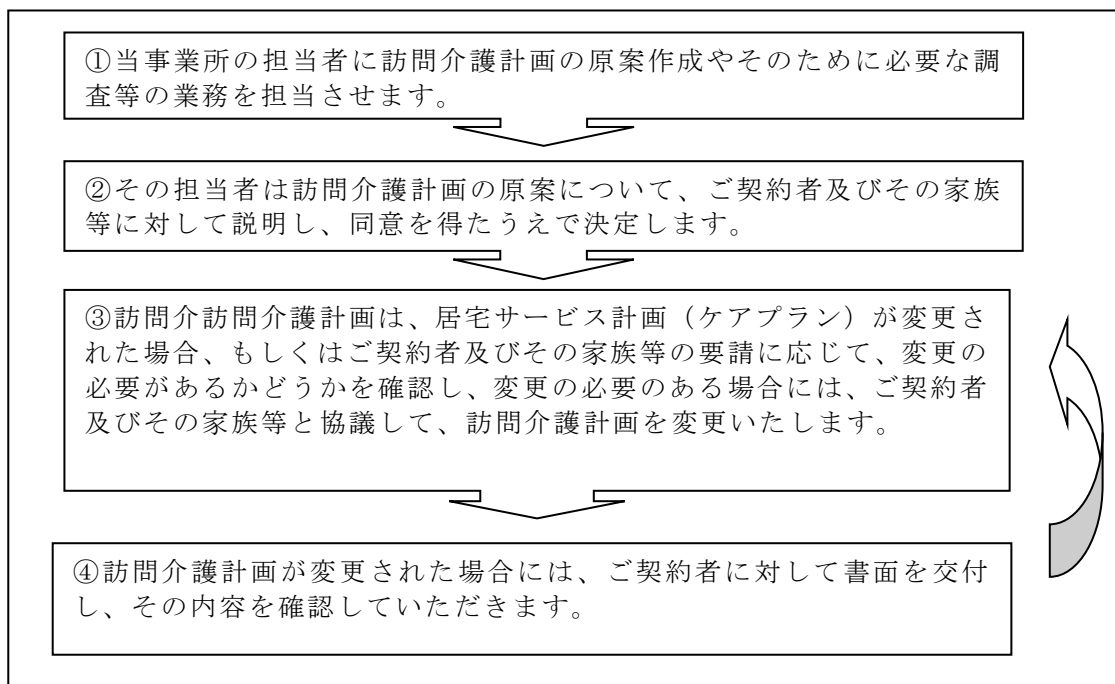 ①当事業所の担当者に訪問介護計画の原案作成やそのために必要な調
査等の業務を担当させます。
②その担当者は訪問介護計画の原案について、ご契約者及びその家族
等に対して説明し、同意を得たうえで決定します。
③訪問介訪問介護計画は、居宅サービス計画（ケアプラン）が変更さ
れた場合、もしくはご契約者及びその家族等の要請に応じて、変更の
必要があるかどうかを確認し、変更の必要のある場合には、ご契約者
及びその家族等と協議して、訪問介護計画を変更いたします。
④訪問介護計画が変更された場合には、ご契約者に対して書面を交付
し、その内容を確認していただきます。